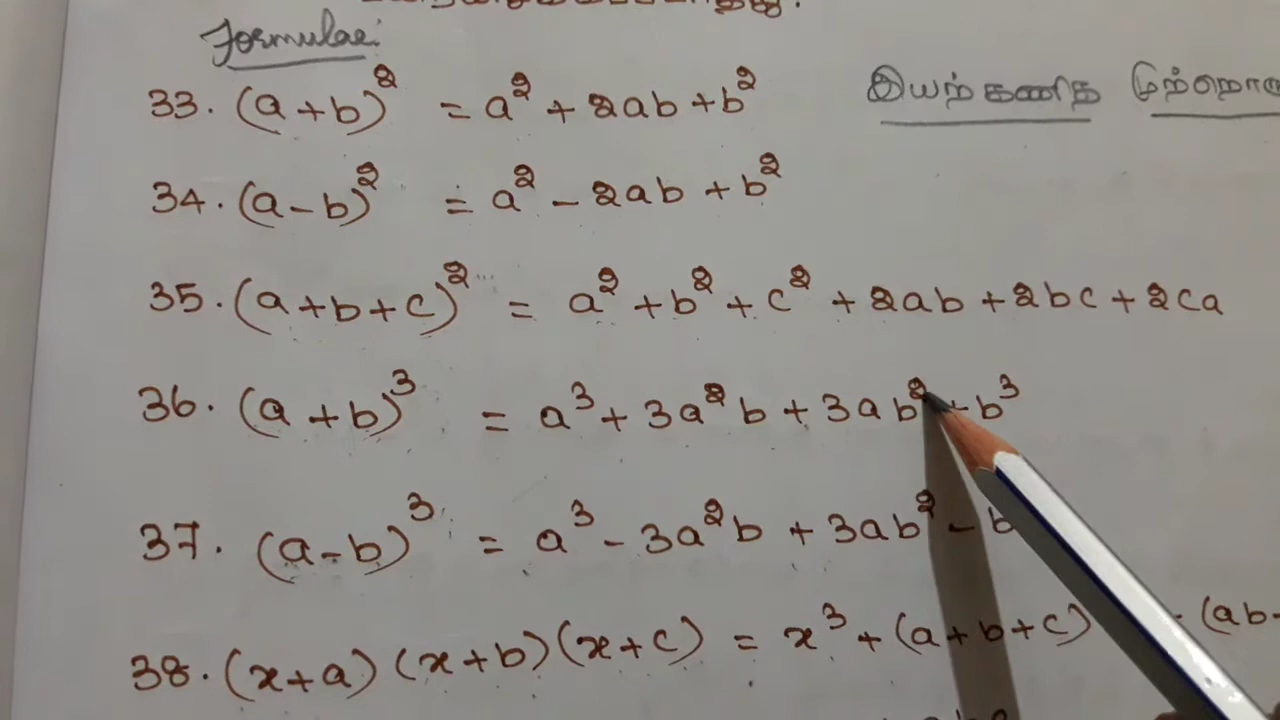 Formulae:
இயற்கணித
33. (a+b)² = a² + 2ab + b²
34. (a-b)² = a² - 2ab + b²
35. (a+b+c)² = a² + b² + c² + 2ab + 2bc + 2ca
36. (a+b)³ = a³ + 3a²b + 3ab² + b³
37. (a-b)³ = a³ - 3a²b + 3ab² - b
38. (x+a) (x+b) (x+c) = x³ + (a+b+c) (ab